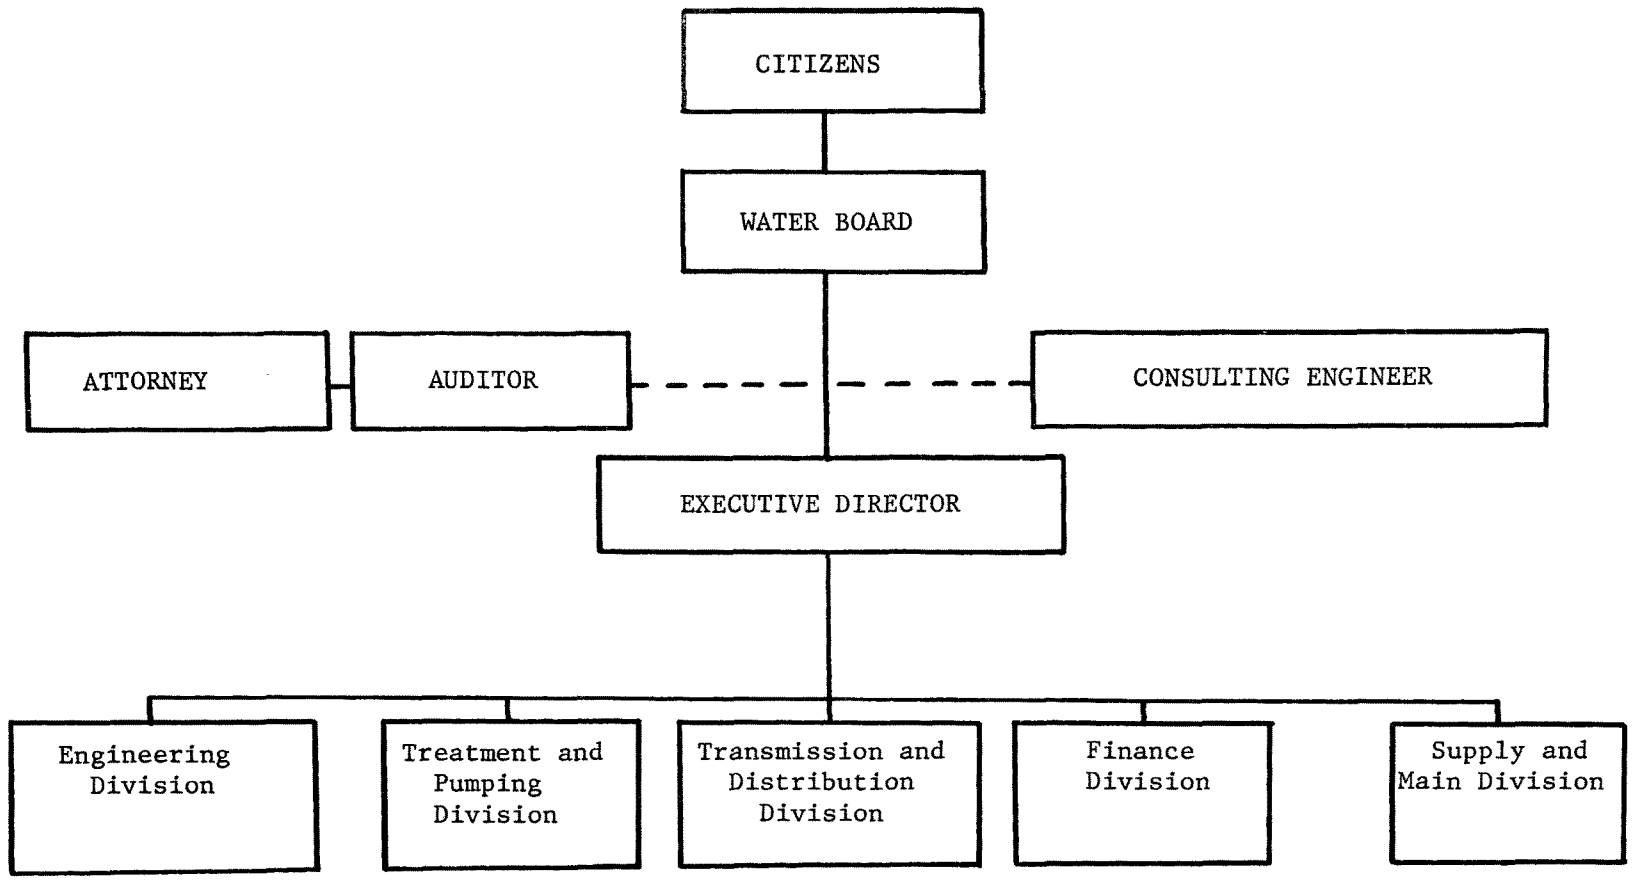 CITIZENS
WATER BOARD
ATTORNEY
AUDITOR
CONSULTING ENGINEER
EXECUTIVE DIRECTOR
Engineering
Division
Treatment and
Pumping
Division
Transmission and
Distribution
Division
Finance
Division
Supply and
Main Division